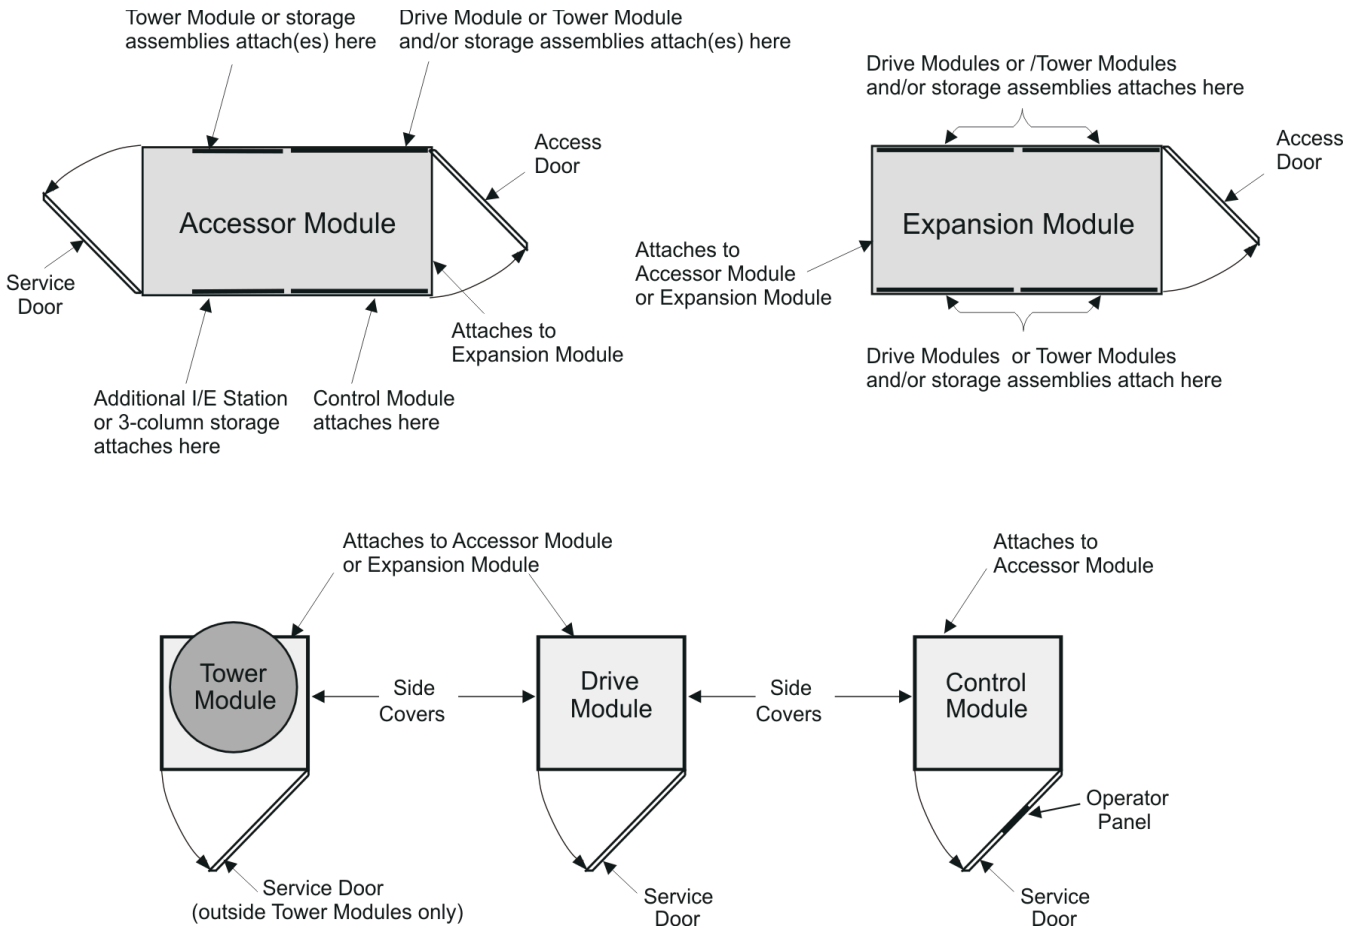 Tower Module or storage
assemblies attach(es) here
Drive Module or Tower Module
and/or storage assemblies attach(es) here
Access
Door
Accessor Module
Service
Door
Attaches to
Expansion Module
Additional I/E Station
or 3-column storage
attaches here
Control Module
attaches here
Drive Modules or /Tower Modules
and/or storage assemblies attaches here
Access
Door
Expansion Module
Attaches to
Accessor Module
or Expansion Module
Drive Modules or Tower Modules
and/or storage assemblies attach here
Attaches to Accessor Module
or Expansion Module
Attaches to
Accessor Module
Tower
Module
Side
Covers
Drive
Module
Side
Covers
Control
Module
Operator
Panel
Service Door
(outside Tower Modules only)
Service
Door
Service
Door